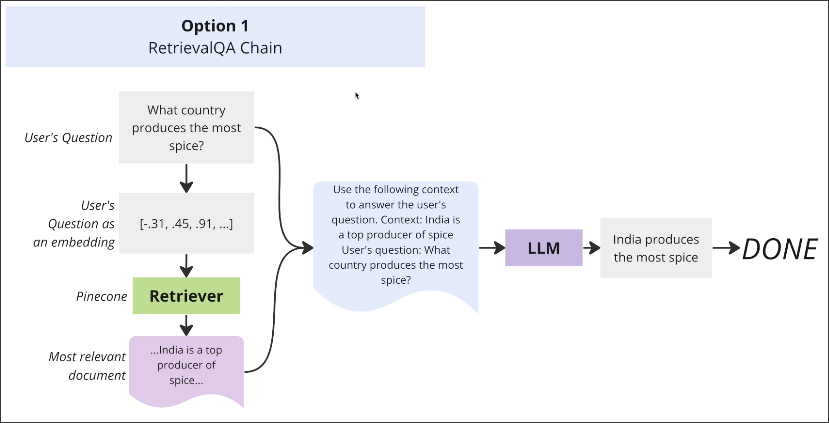 Option 1
RetrievalQA Chain
User's Question
What country
produces the most
spice?
User's
Question as
an embedding
[-.31, .45, .91, ...]
Pinecone
Retriever
Most relevant
document
...India is a top
producer of
spice...
Use the following context
to answer the user's
question. Context: India is
a top producer of spice
User's question: What
country produces the most
spice?
LLM
India produces
the most spice
DONE